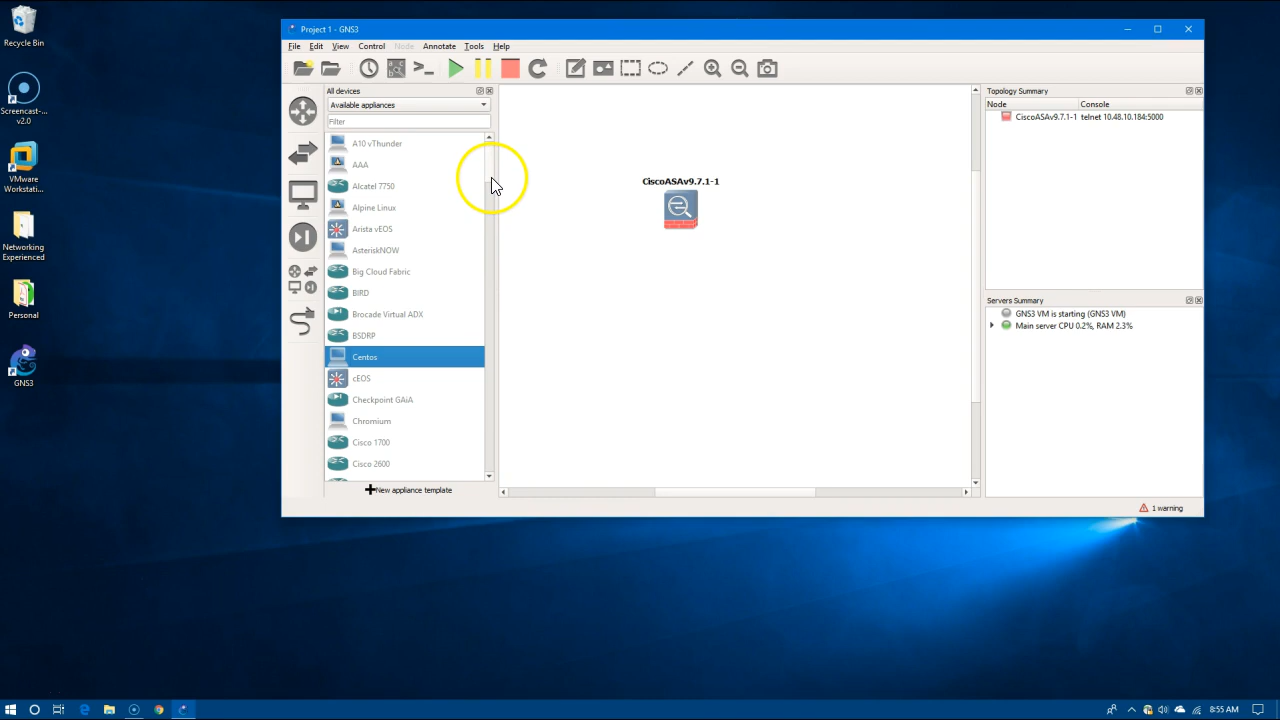 Recycle Bin
Screencast-...
v2.0
VMware
Workstati...
Networking
Experienced
Personal
GNS3
Project 1 - GNS3
File Edit View Control Node Annotate Tools Help
All devices
Available appliances
Filter
A10 vThunder
AAA
Alcatel 7750
Alpine Linux
Arista vEOS
AsteriskNOW
Big Cloud Fabric
BIRD
Brocade Virtual ADX
BSDRP
Centos
cEOS
Checkpoint GAiA
Chromium
Cisco 1700
Cisco 2600
New appliance template
CiscoASAv9.7.1-1
Topology Summary
Node Console
CiscoASAv9.7.1-1 telnet 10.48.10.184:5000
Servers Summary
GNS3 VM is starting (GNS3 VM)
Main server CPU 0.2%, RAM 2.3%
1 warning
8:55 AM